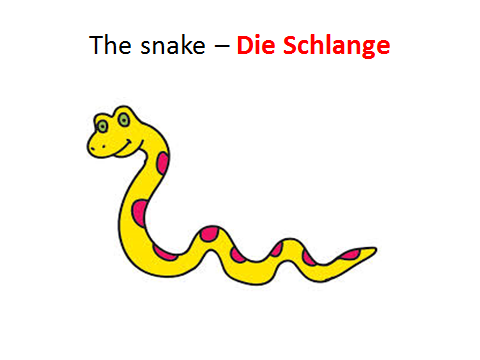 The snake – Die Schlange